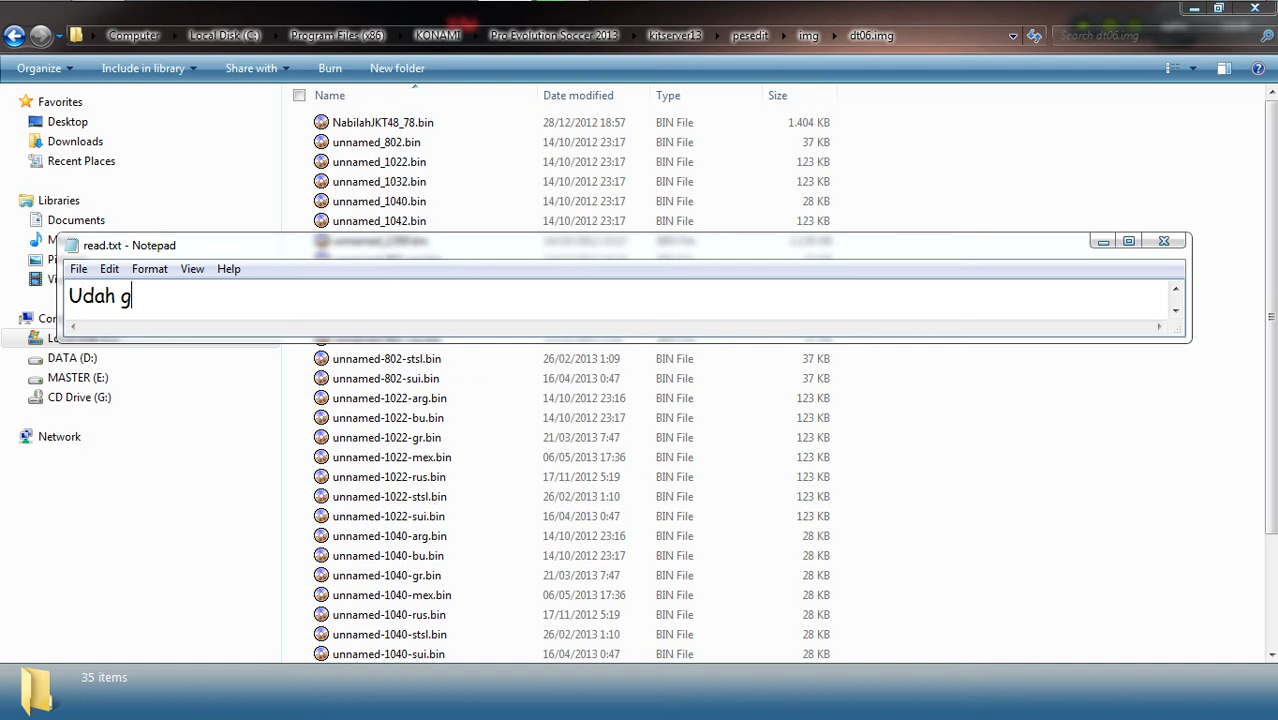 Computer Local Disk (C:) Program Files (x86) KONAMI Pro Evolution Soccer 2013 kitserver13 pesedit img dt06.img Search dt06.img
Organize Include in library Share with Burn New folder
Name Date modified Type Size
Favorites
Desktop
Downloads
Recent Places
Libraries
Documents
DATA (D:)
MASTER (E:)
CD Drive (G:)
Network
NabilahJKT48_78.bin 28/12/2012 18:57 BIN File 1.404 KB
unnamed_802.bin 14/10/2012 23:17 BIN File 37 KB
unnamed_1022.bin 14/10/2012 23:17 BIN File 123 KB
unnamed_1032.bin 14/10/2012 23:17 BIN File 123 KB
unnamed_1040.bin 14/10/2012 23:17 BIN File 28 KB
unnamed_1042.bin 14/10/2012 23:17 BIN File 123 KB
read.txt - Notepad
File Edit Format View Help
Udah g
unnamed-802-stsl.bin 26/02/2013 1:09 BIN File 37 KB
unnamed-802-sui.bin 16/04/2013 0:47 BIN File 37 KB
unnamed-1022-arg.bin 14/10/2012 23:16 BIN File 123 KB
unnamed-1022-bu.bin 14/10/2012 23:17 BIN File 123 KB
unnamed-1022-gr.bin 21/03/2013 7:47 BIN File 123 KB
unnamed-1022-mex.bin 06/05/2013 17:36 BIN File 123 KB
unnamed-1022-rus.bin 17/11/2012 5:19 BIN File 123 KB
unnamed-1022-stsl.bin 26/02/2013 1:10 BIN File 123 KB
unnamed-1022-sui.bin 16/04/2013 0:47 BIN File 123 KB
unnamed-1040-arg.bin 14/10/2012 23:16 BIN File 28 KB
unnamed-1040-bu.bin 14/10/2012 23:17 BIN File 28 KB
unnamed-1040-gr.bin 21/03/2013 7:47 BIN File 28 KB
unnamed-1040-mex.bin 06/05/2013 17:36 BIN File 28 KB
unnamed-1040-rus.bin 17/11/2012 5:19 BIN File 28 KB
unnamed-1040-stsl.bin 26/02/2013 1:10 BIN File 28 KB
unnamed-1040-sui.bin 16/04/2013 0:47 BIN File 28 KB
35 items